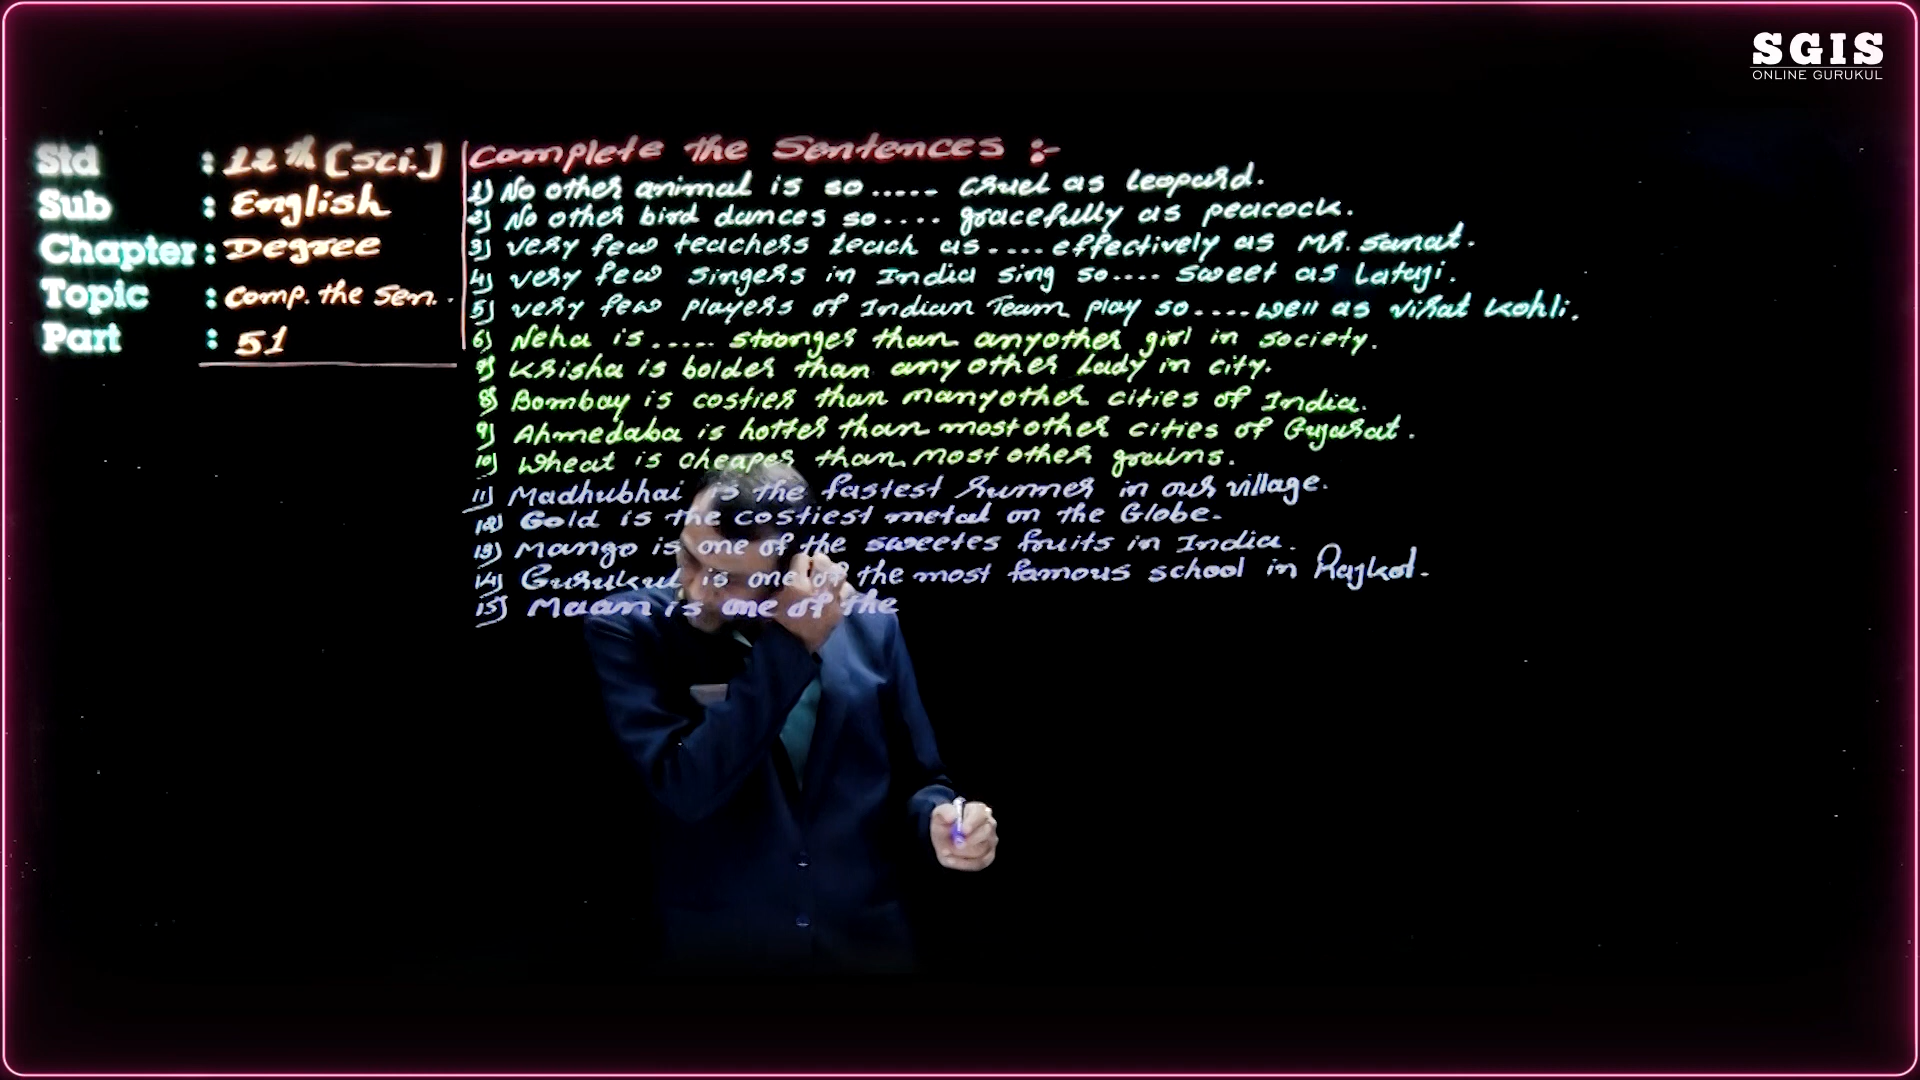 SGIS
ONLINE GURUKUL
Std : 12th [Sci.]
Sub : English
Chapter : Degree
Topic : Comp. the Sen.
Part : 51
Complete the Sentences :-
1) No other animal is so ..... cruel as leopard.
2) No other bird dances so .... gracefully as peacock.
3) very few teachers teach as .... effectively as Mr. Sanat.
4) very few singers in India sing so .... sweet as Lataji.
5) very few players of Indian Team play so .... well as virat kohli.
6) Neha is ..... stronger than anyother girl in society.
7) Krisha is bolder than any other Lady in city.
8) Bombay is costier than manyother cities of India.
9) Ahmedaba is hotter than most other cities of Gujarat.
10) Wheat is cheaper than most other grains.
11) Madhubhai is the fastest runner in our village.
12) Gold is the costiest metal on the Globe.
13) Mango is one of the sweetes fruits in India.
14) Gurukul is one of the most famous school in Rajkot.
15) Maam is one of the